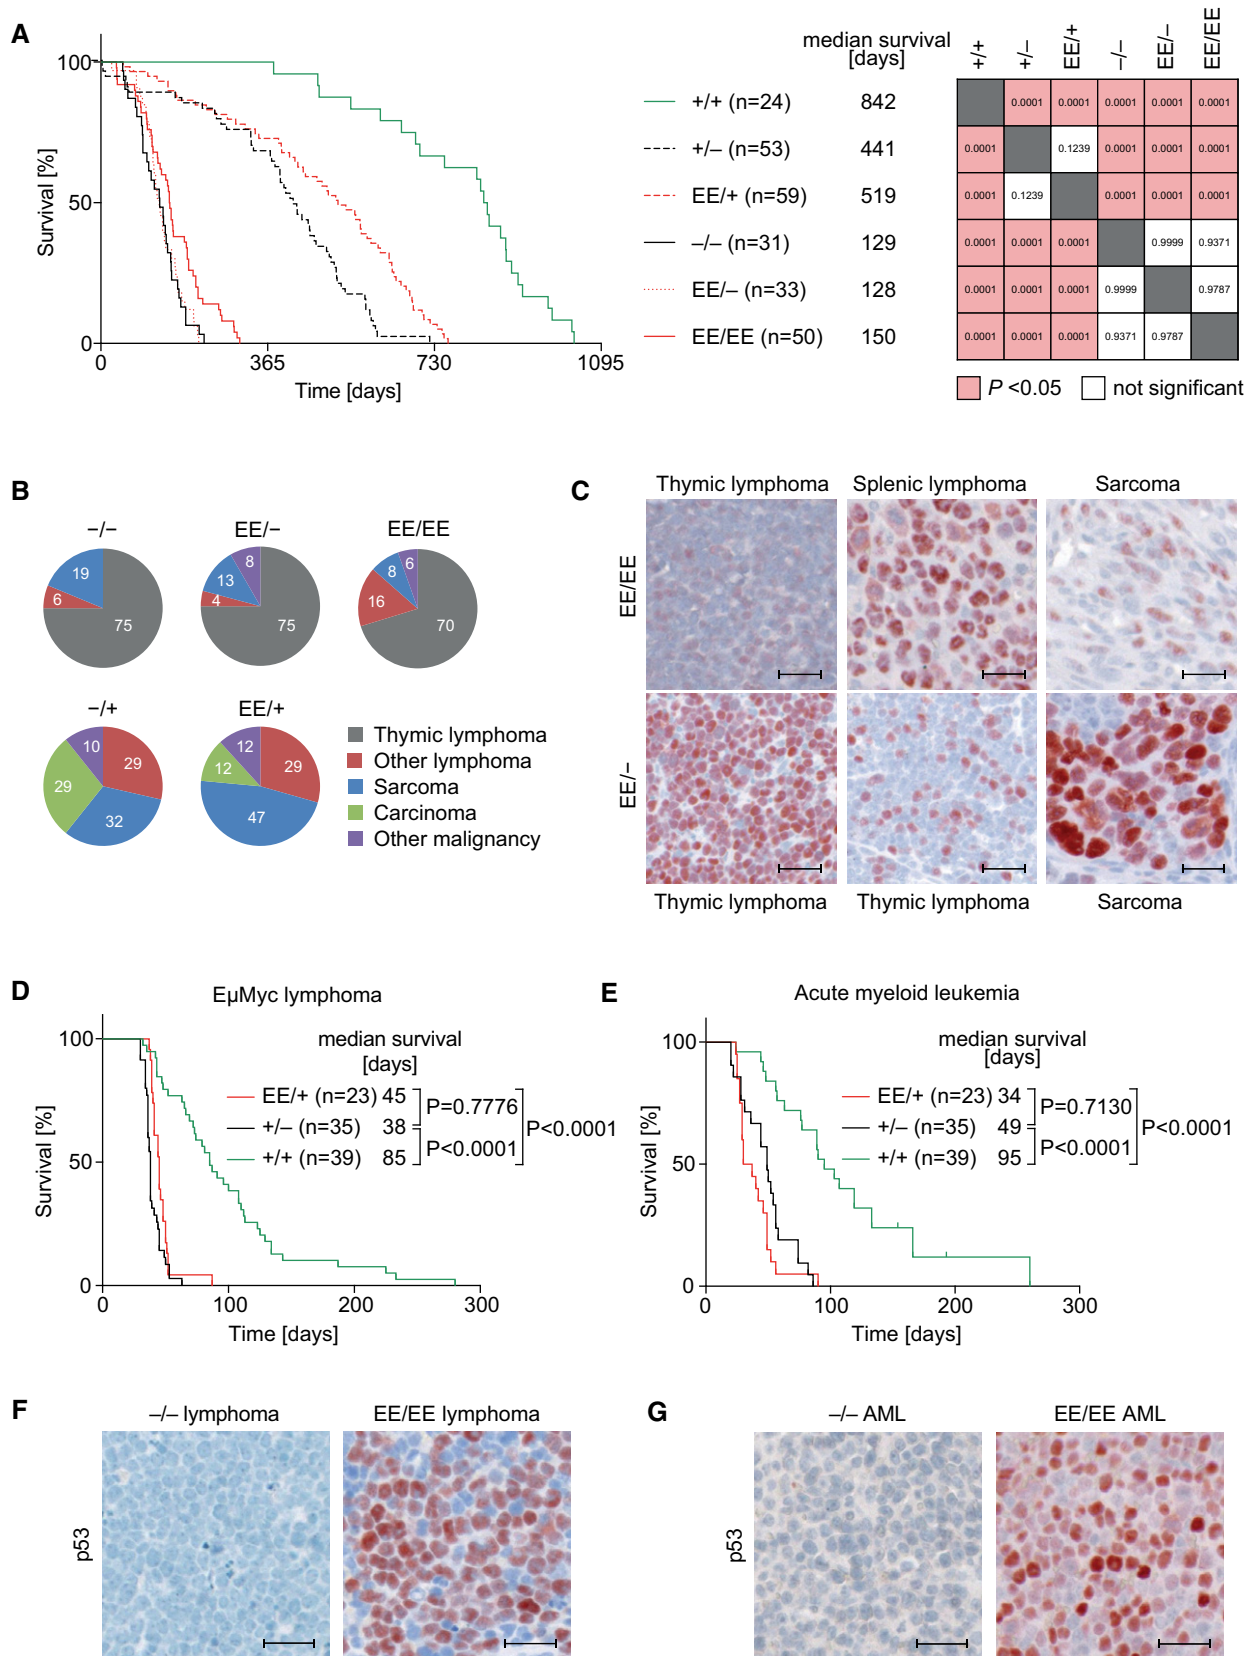 A
Survival [%]
100
50
0
0 365 730 1095
Time [days]
median survival
[days]
+/+ (n=24) 842
+/– (n=53) 441
EE/+ (n=59) 519
–/– (n=31) 129
EE/– (n=33) 128
EE/EE (n=50) 150
+/+ +/– EE/+ –/– EE/– EE/EE
0.0001 0.0001 0.0001 0.0001 0.0001
0.0001 0.1239 0.0001 0.0001 0.0001
0.0001 0.1239 0.0001 0.0001 0.0001
0.0001 0.0001 0.0001 0.9999 0.9371
0.0001 0.0001 0.0001 0.9999 0.9787
0.0001 0.0001 0.0001 0.9371 0.9787
P <0.05 not significant
B
–/– EE/– EE/EE
19 6 75
8 13 4 75
6 8 16 70
–/+ EE/+
10 29 29 32
12 12 29 47
Thymic lymphoma
Other lymphoma
Sarcoma
Carcinoma
Other malignancy
C
Thymic lymphoma Splenic lymphoma Sarcoma
EE/EE
EE/–
Thymic lymphoma Thymic lymphoma Sarcoma
D
EµMyc lymphoma
Survival [%]
100
50
0
0 100 200 300
Time [days]
median survival
[days]
EE/+ (n=23) 45
+/– (n=35) 38
+/+ (n=39) 85
P=0.7776
P<0.0001
P<0.0001
E
Acute myeloid leukemia
Survival [%]
100
50
0
0 100 200 300
Time [days]
median survival
[days]
EE/+ (n=23) 34
+/– (n=35) 49
+/+ (n=39) 95
P=0.7130
P<0.0001
P<0.0001
F
–/– lymphoma EE/EE lymphoma
p53
G
–/– AML EE/EE AML
p53